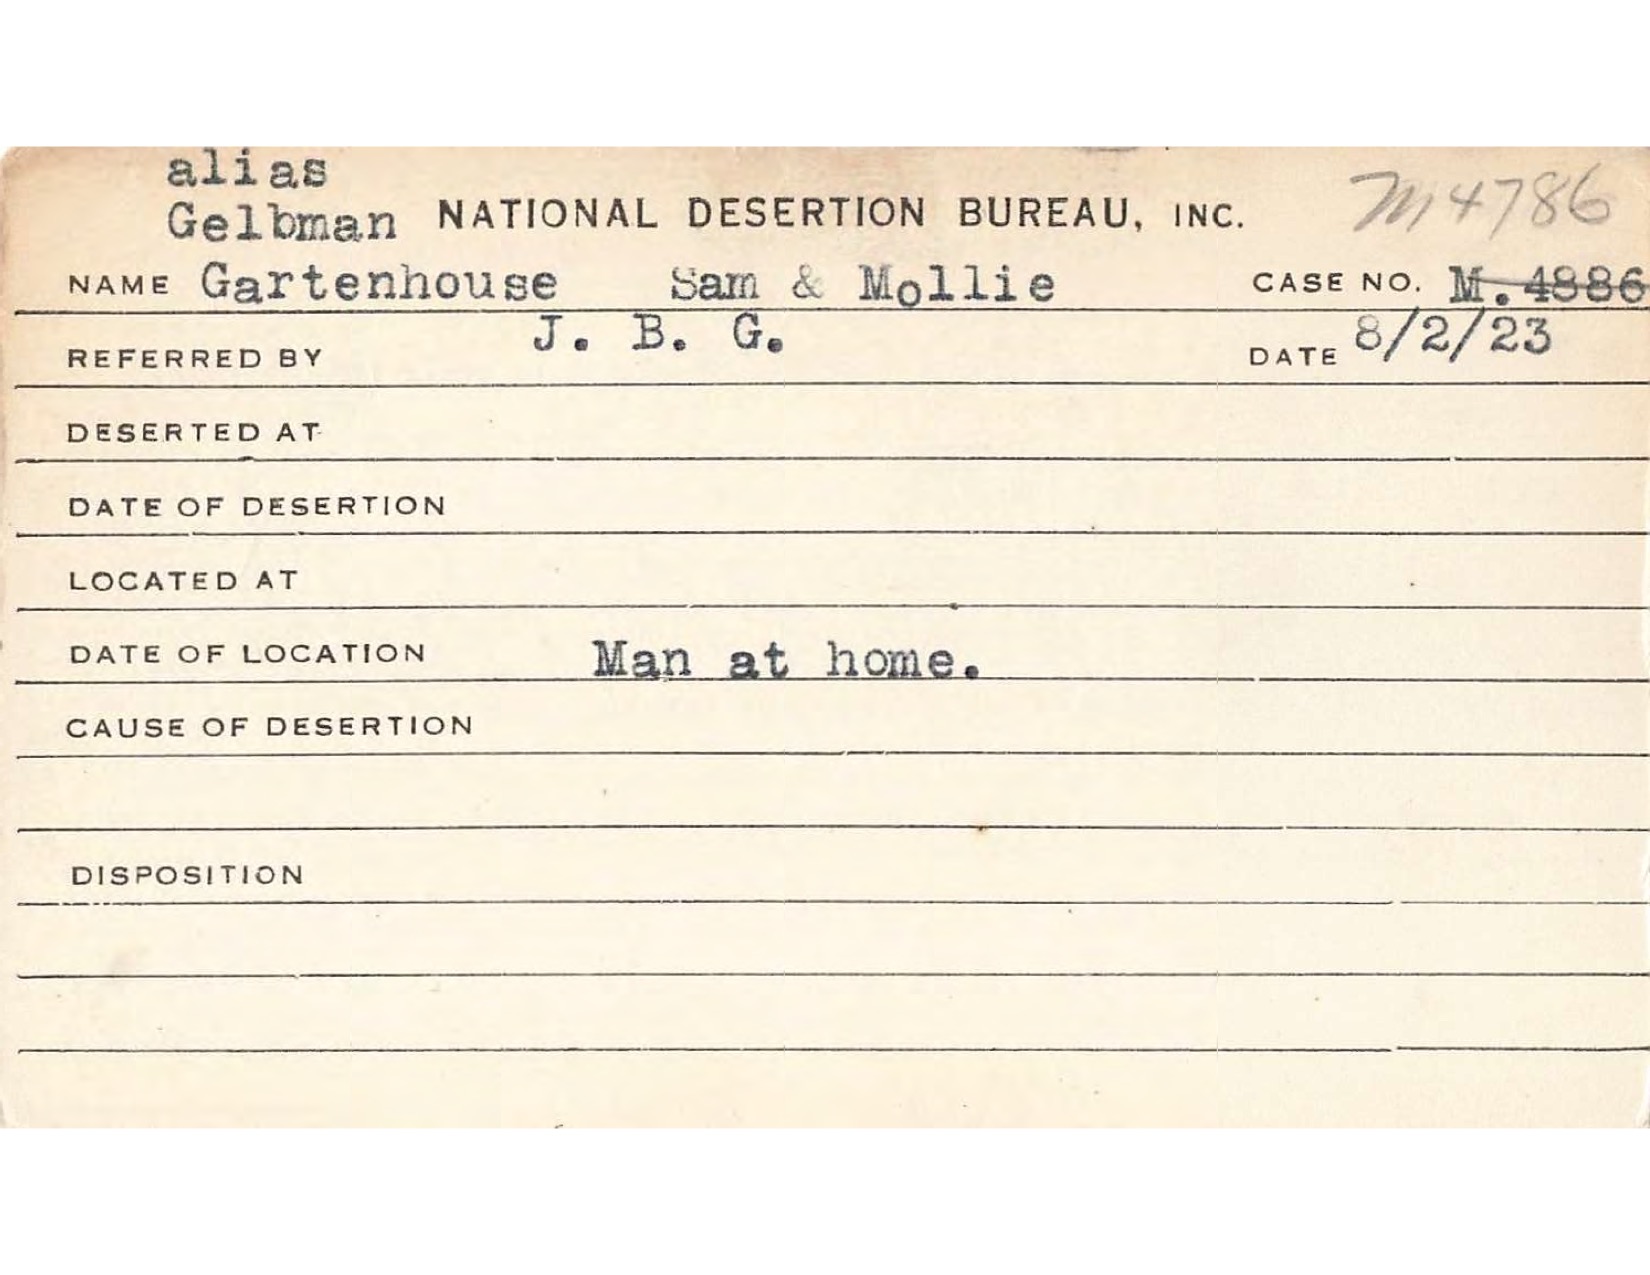 alias
Gelbman NATIONAL DESERTION BUREAU, INC. M4786
NAME Gartenhouse Sam & Mollie CASE NO. M. 4886
REFERRED BY J. B. G. DATE 8/2/23
DESERTED AT
DATE OF DESERTION
LOCATED AT
DATE OF LOCATION Man at home.
CAUSE OF DESERTION
DISPOSITION